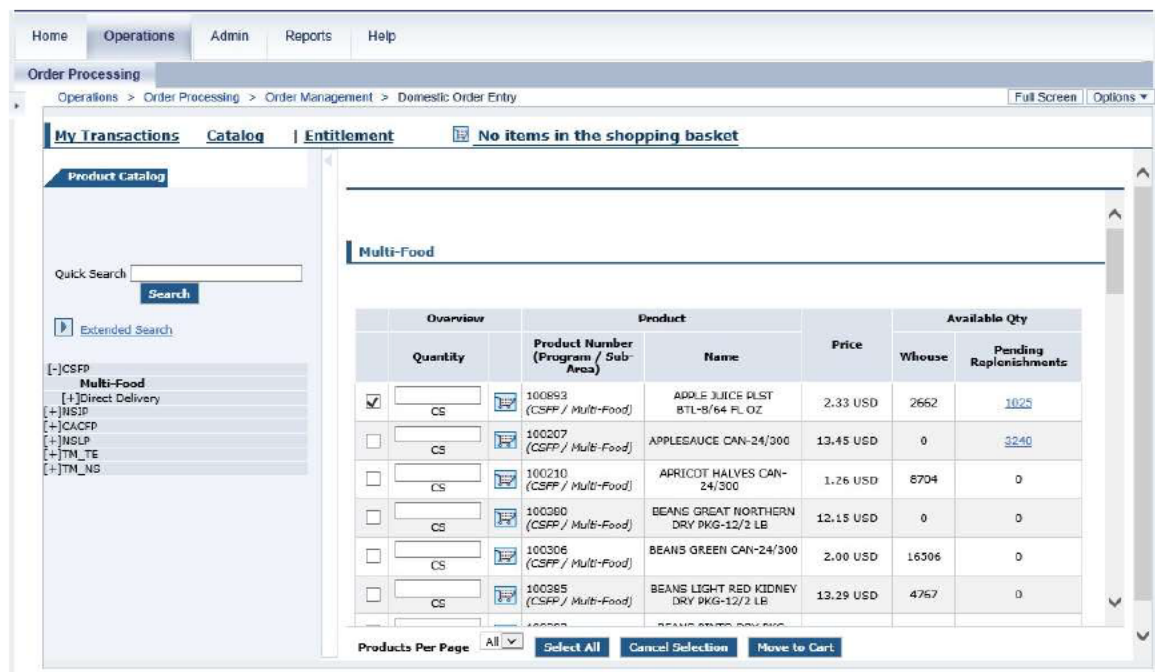 Home Operations Admin Reports Help
Order Processing
Operations > Order Processing > Order Management > Domestic Order Entry Full Screen Options
My Transactions Catalog | Entitlement No items in the shopping basket
Product Catalog
Multi-Food
Quick Search
Search
Extended Search
[-]CSFP
Multi-Food
[+]Direct Delivery
[+]NSIP
[+]CACFP
[+]NSLP
[+]TM_TE
[+]TM_NS
Overview Product Price Available Qty
Quantity Product Number (Program / Sub-Area) Name Whouse Pending Replenishments
CS 100893 (CSFP / Multi-Food) APPLE JUICE PLST BTL-8/64 FL OZ 2.33 USD 2662 1025
CS 100207 (CSFP / Multi-Food) APPLESAUCE CAN-24/300 13.45 USD 0 3240
CS 100210 (CSFP / Multi-Food) APRICOT HALVES CAN-24/300 1.26 USD 8704 0
CS 100380 (CSFP / Multi-Food) BEANS GREAT NORTHERN DRY PKG-12/2 LB 12.15 USD 0 0
CS 100306 (CSFP / Multi-Food) BEANS GREEN CAN-24/300 2.00 USD 16506 0
CS 100385 (CSFP / Multi-Food) BEANS LIGHT RED KIDNEY DRY PKG-12/2 LB 13.29 USD 4767 0
Products Per Page All Select All Cancel Selection Move to Cart